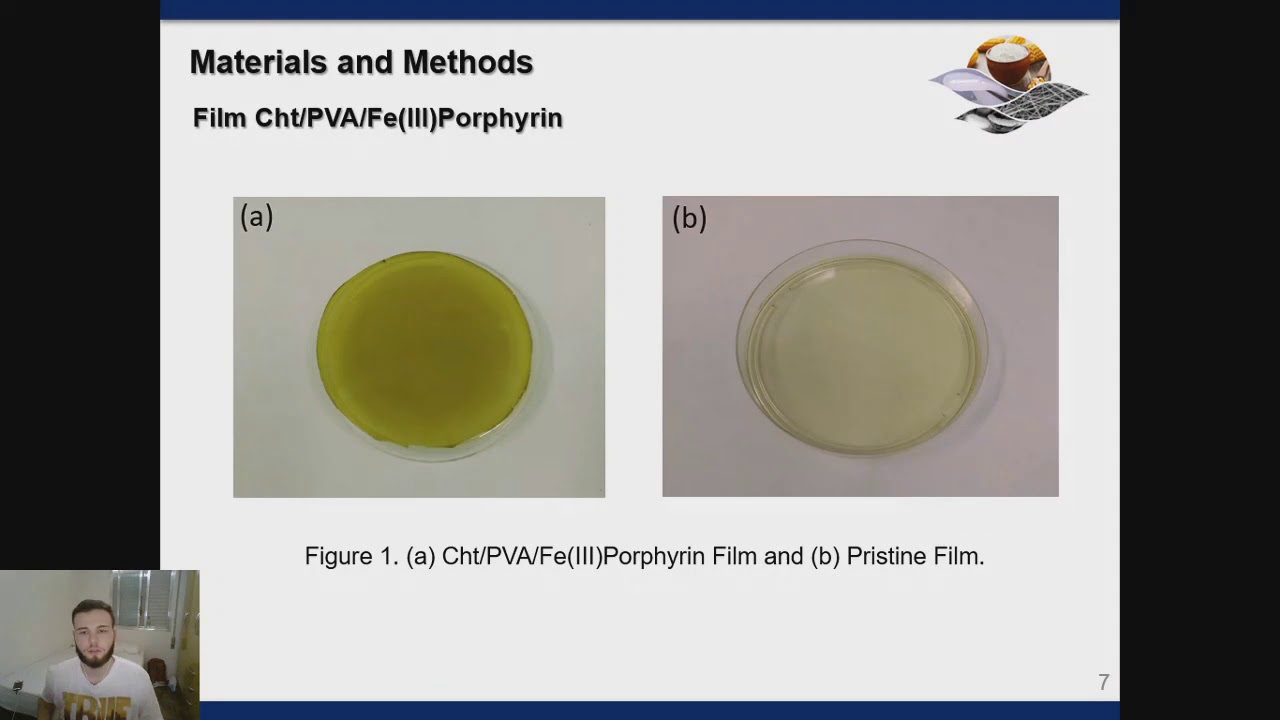 Materials and Methods
Film Cht/PVA/Fe(III)Porphyrin
(a)
(b)
Figure 1. (a) Cht/PVA/Fe(III)Porphyrin Film and (b) Pristine Film.
TRUE
7